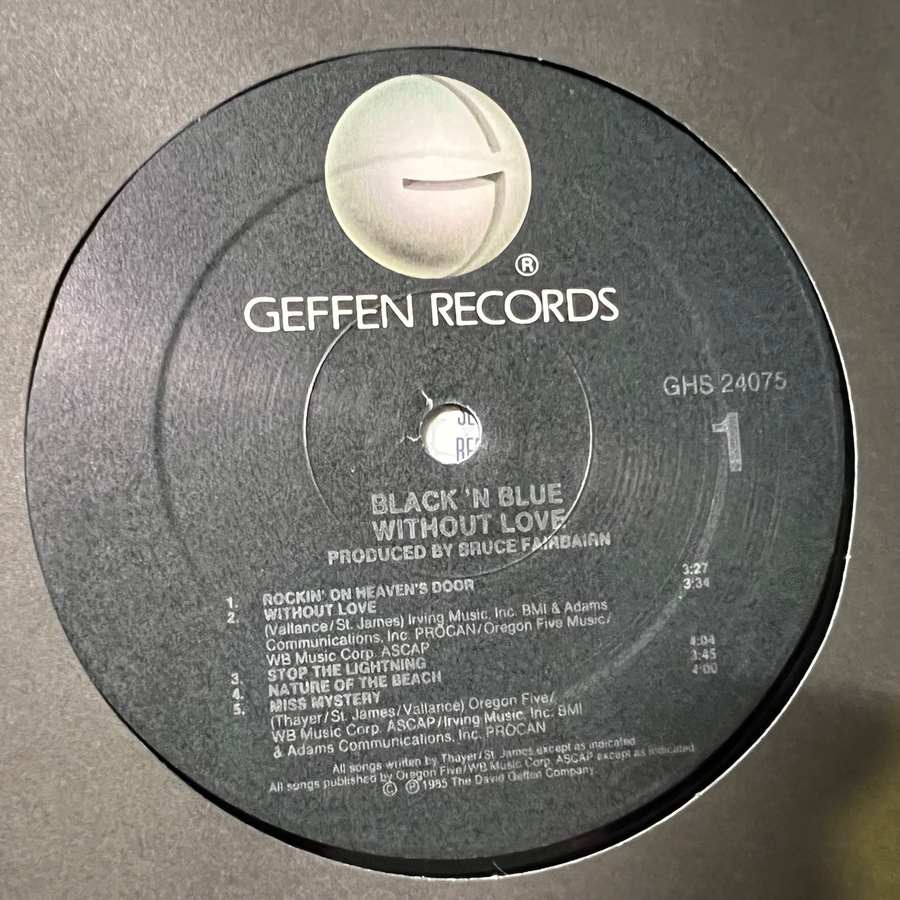 ®
GEFFEN RECORDS
GHS 24075
1
BLACK 'N BLUE
WITHOUT LOVE
PRODUCED BY BRUCE FAIRBAIRN
1. ROCKIN' ON HEAVEN'S DOOR 3:27
2. WITHOUT LOVE 3:34
(Vallance/St. James) Irving Music, Inc. BMI & Adams
Communications, Inc. PROCAN/Oregon Five Music/
WB Music Corp. ASCAP
3. STOP THE LIGHTNING 4:04
4. NATURE OF THE BEACH 3:45
5. MISS MYSTERY 4:00
(Thayer/St. James/Vallance) Oregon Five/
WB Music Corp. ASCAP/Irving Music, Inc. BMI
& Adams Communications, Inc. PROCAN
All songs written by Thayer/St. James except as indicated
All songs published by Oregon Five/WB Music Corp. ASCAP except as indicated
© ℗ 1985 The David Geffen Company